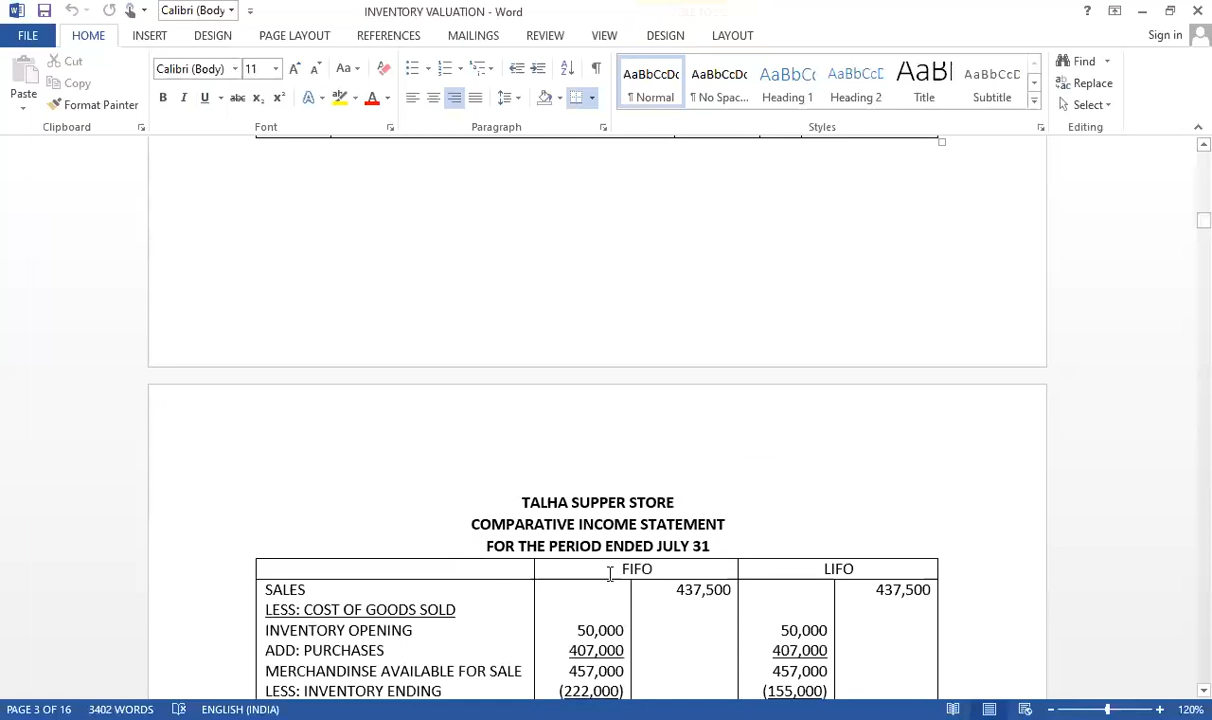 Calibri (Body
INVENTORY VALUATION - Word
?
FILE
HOME
INSERT
DESIGN
PAGE LAYOUT
REFERENCES
MAILINGS
REVIEW
VIEW
DESIGN
LAYOUT
Sign in
Paste
Cut
Copy
Format Painter
Clipboard
Calibri (Body)
11
Font
Paragraph
AaBbCcDc
¶ Normal
AaBbCcDc
¶ No Spac...
AaBbCc
Heading 1
AaBbCcD
Heading 2
AaBl
Title
AaBbCcD
Subtitle
Styles
Find
Replace
Select
Editing
TALHA SUPPER STORE
COMPARATIVE INCOME STATEMENT
FOR THE PERIOD ENDED JULY 31
FIFO LIFO
SALES 437,500 437,500
LESS: COST OF GOODS SOLD
INVENTORY OPENING 50,000 50,000
ADD: PURCHASES 407,000 407,000
MERCHANDINSE AVAILABLE FOR SALE 457,000 457,000
LESS: INVENTORY ENDING (222,000) (155,000)
PAGE 3 OF 16 3402 WORDS ENGLISH (INDIA) 120%